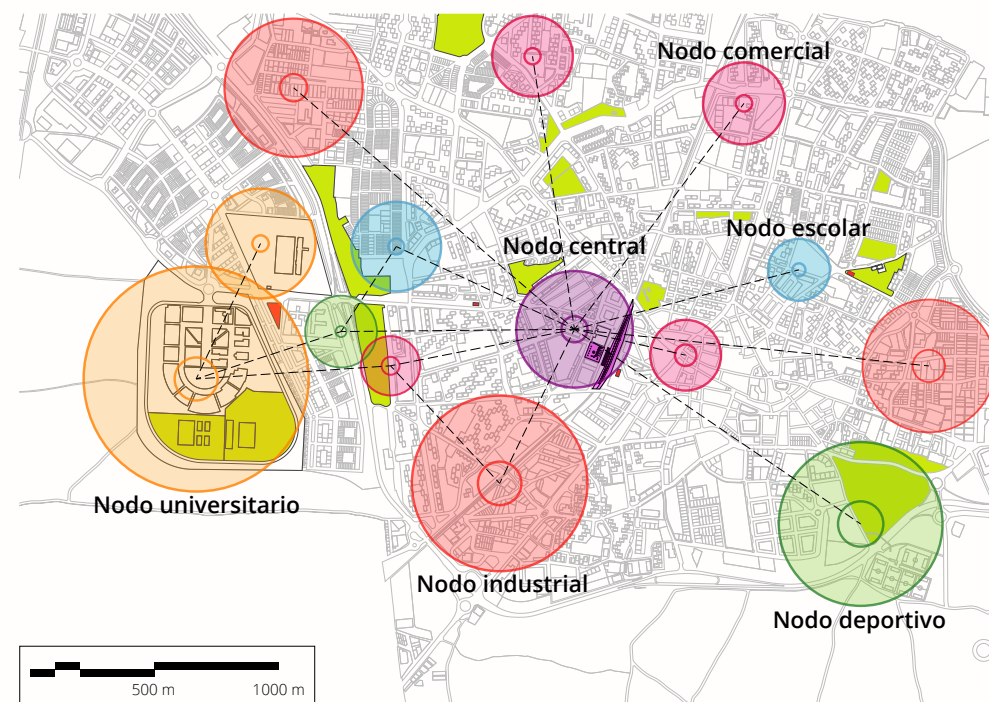 Nodo comercial
Nodo escolar
Nodo central
Nodo universitario
Nodo industrial
Nodo deportivo
500 m
1000 m